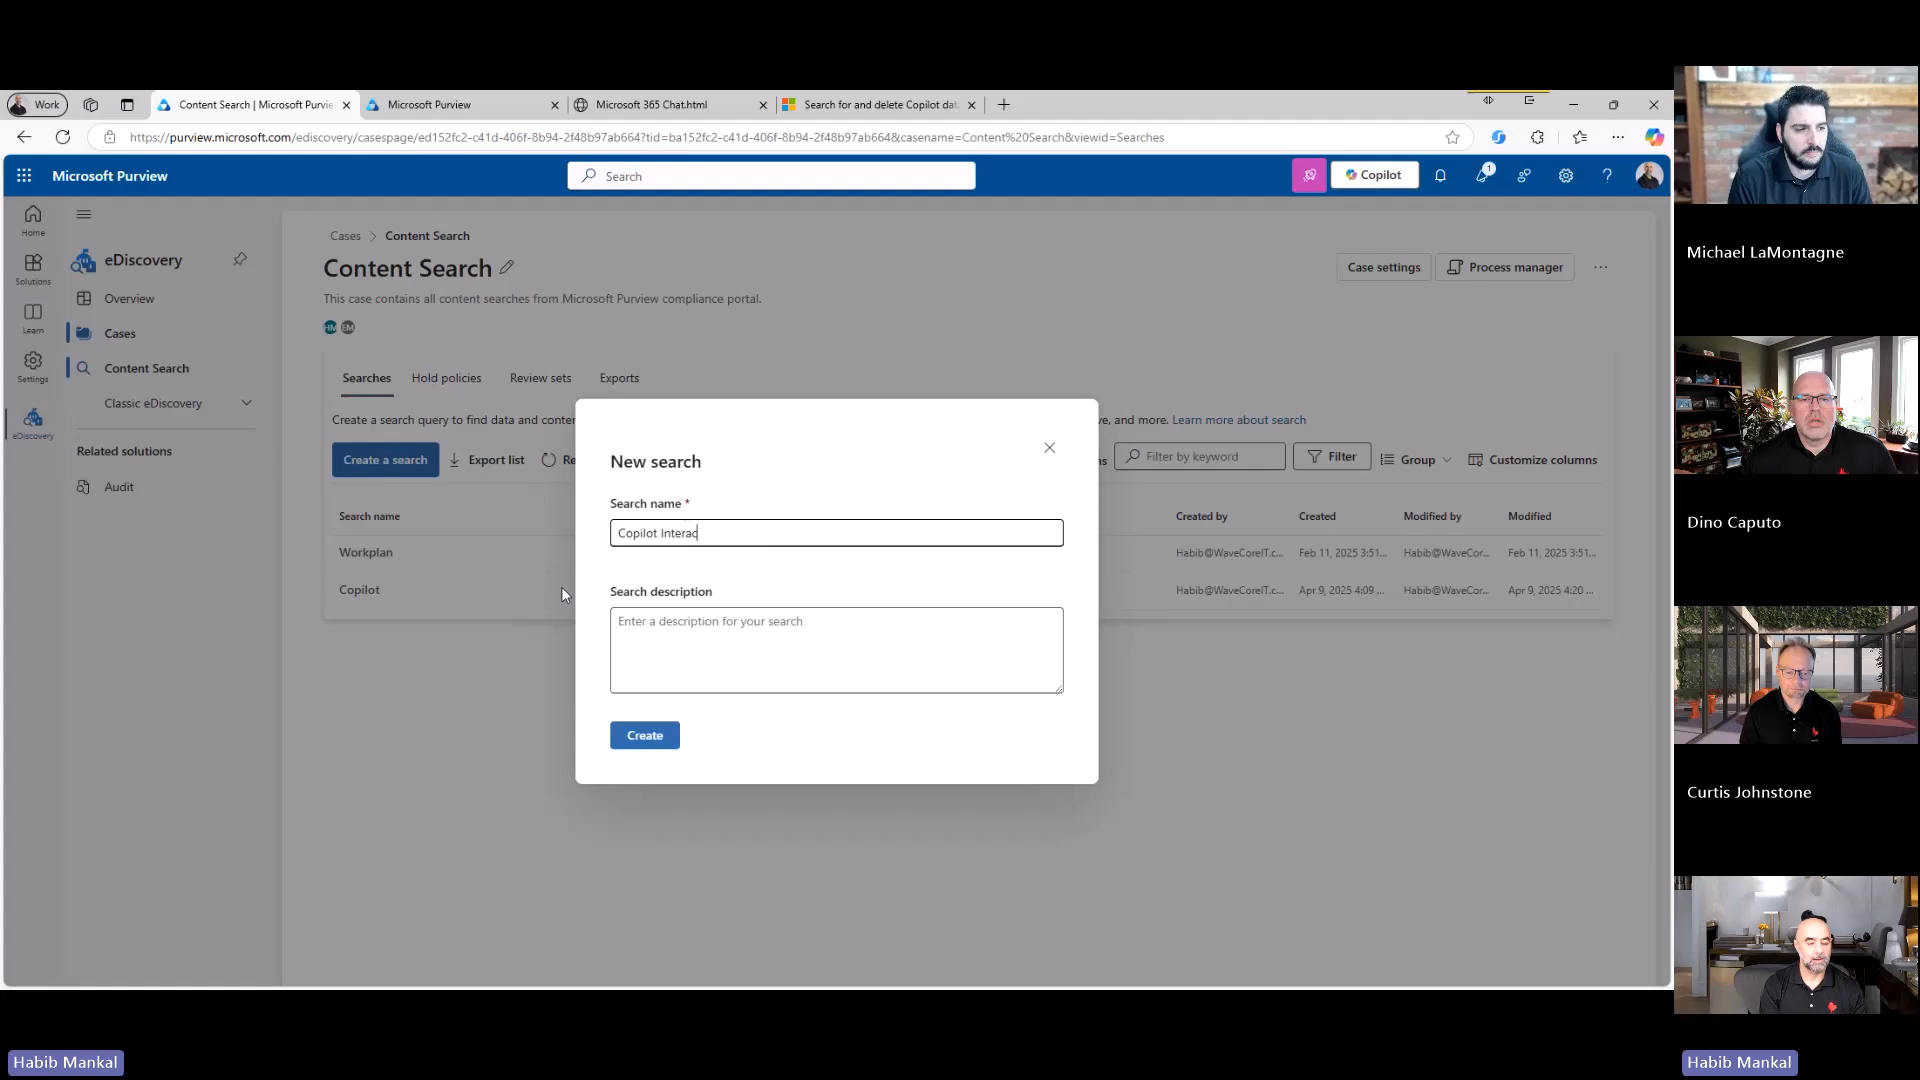 Work
Content Search | Microsoft Purvie
Microsoft Purview
Microsoft 365 Chat.html
Search for and delete Copilot dat
https://purview.microsoft.com/ediscovery/casespage/ed152fc2-c41d-406f-8b94-2f48b97ab664?tid=ba152fc2-c41d-406f-8b94-2f48b97ab664&casename=Content%20Search&viewid=Searches
Microsoft Purview
Search
Copilot
1
Home
Solutions
Learn
Settings
eDiscovery
eDiscovery
Overview
Cases
Content Search
Classic eDiscovery
Related solutions
Audit
Cases > Content Search
Content Search
Case settings
Process manager
This case contains all content searches from Microsoft Purview compliance portal.
HM
EM
Searches
Hold policies
Review sets
Exports
Create a search query to find data and conten
ve, and more. Learn more about search
Create a search
Export list
Re
ns
Filter by keyword
Filter
Group
Customize columns
Search name
Created by
Created
Modified by
Modified
Workplan
Habib@WaveCoreIT.c...
Feb 11, 2025 3:51...
Habib@WaveCor...
Feb 11, 2025 3:51...
Copilot
Habib@WaveCoreIT.c...
Apr 9, 2025 4:09 ...
Habib@WaveCor...
Apr 9, 2025 4:20 ...
New search
Search name *
Copilot Interac
Search description
Enter a description for your search
Create
Michael LaMontagne
Dino Caputo
Curtis Johnstone
Habib Mankal
Habib Mankal